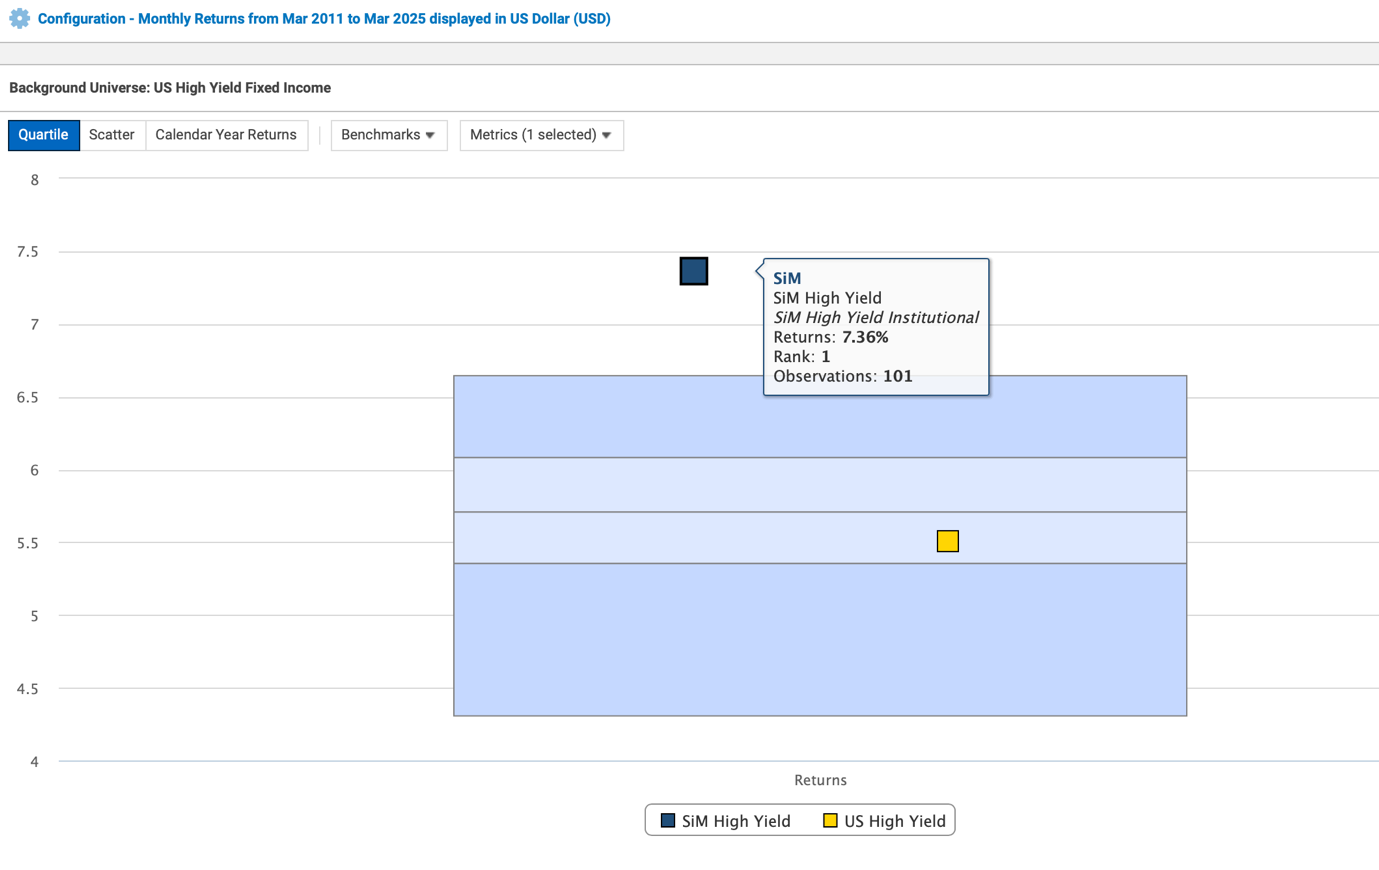 Configuration - Monthly Returns from Mar 2011 to Mar 2025 displayed in US Dollar (USD)
Background Universe: US High Yield Fixed Income
Quartile Scatter Calendar Year Returns Benchmarks Metrics (1 selected)
8
7.5
7
6.5
6
5.5
5
4.5
4
SiM
SiM High Yield
SiM High Yield Institutional
Returns: 7.36%
Rank: 1
Observations: 101
Returns
SiM High Yield US High Yield